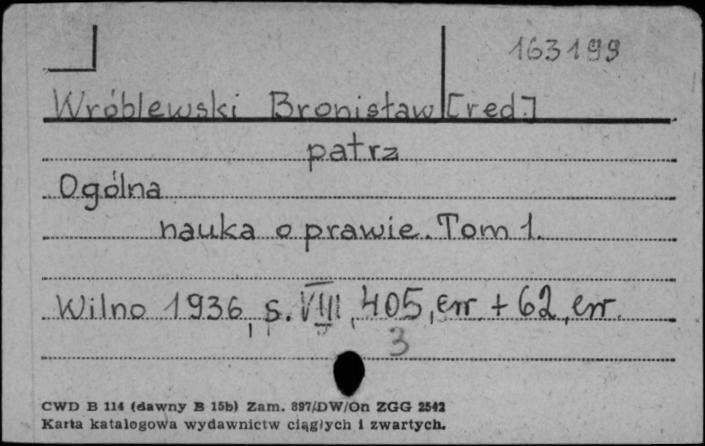 163199
Wróblewski Bronisław [red.]
patrz
Ogólna
nauka o prawie. Tom 1.
Wilno 1936, s. VIII, 405, err + 62, err.
3
CWD B 114 (dawny B 15b) Zam. 897/DW/On ZGG 2542
Karta katalogowa wydawnictw ciągłych i zwartych.